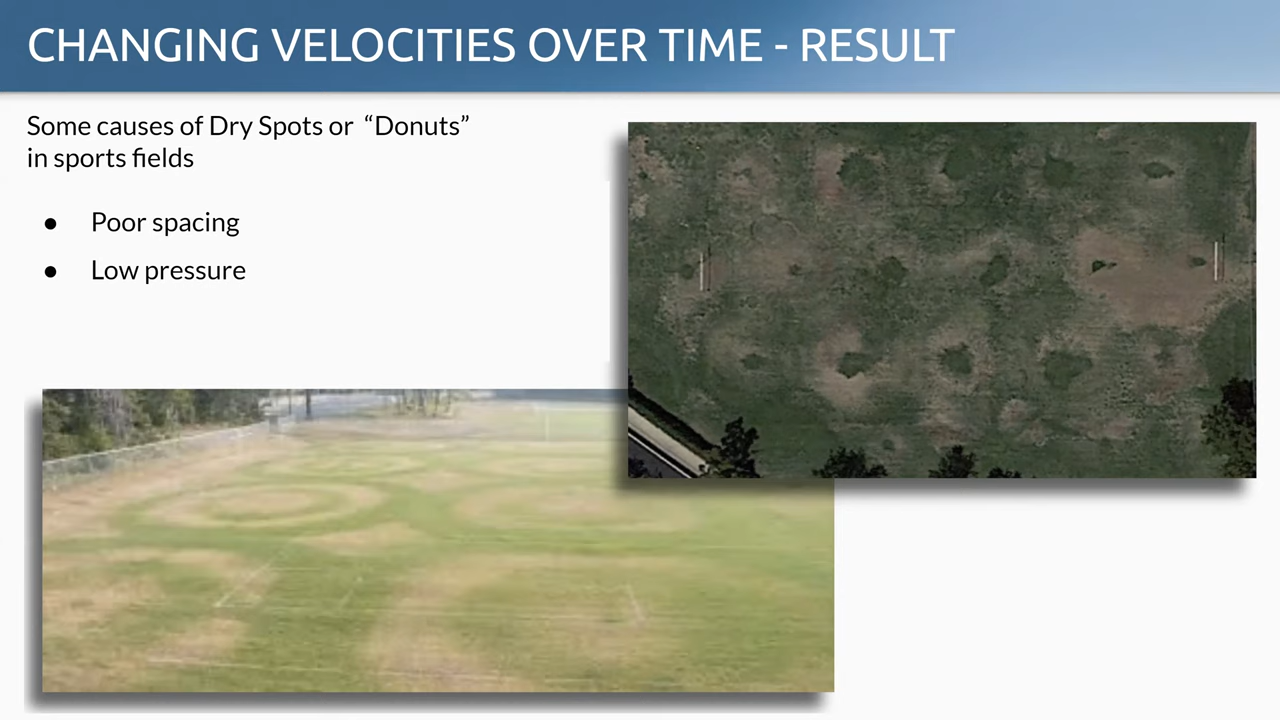 CHANGING VELOCITIES OVER TIME - RESULT
Some causes of Dry Spots or “Donuts”
in sports fields
● Poor spacing
● Low pressure